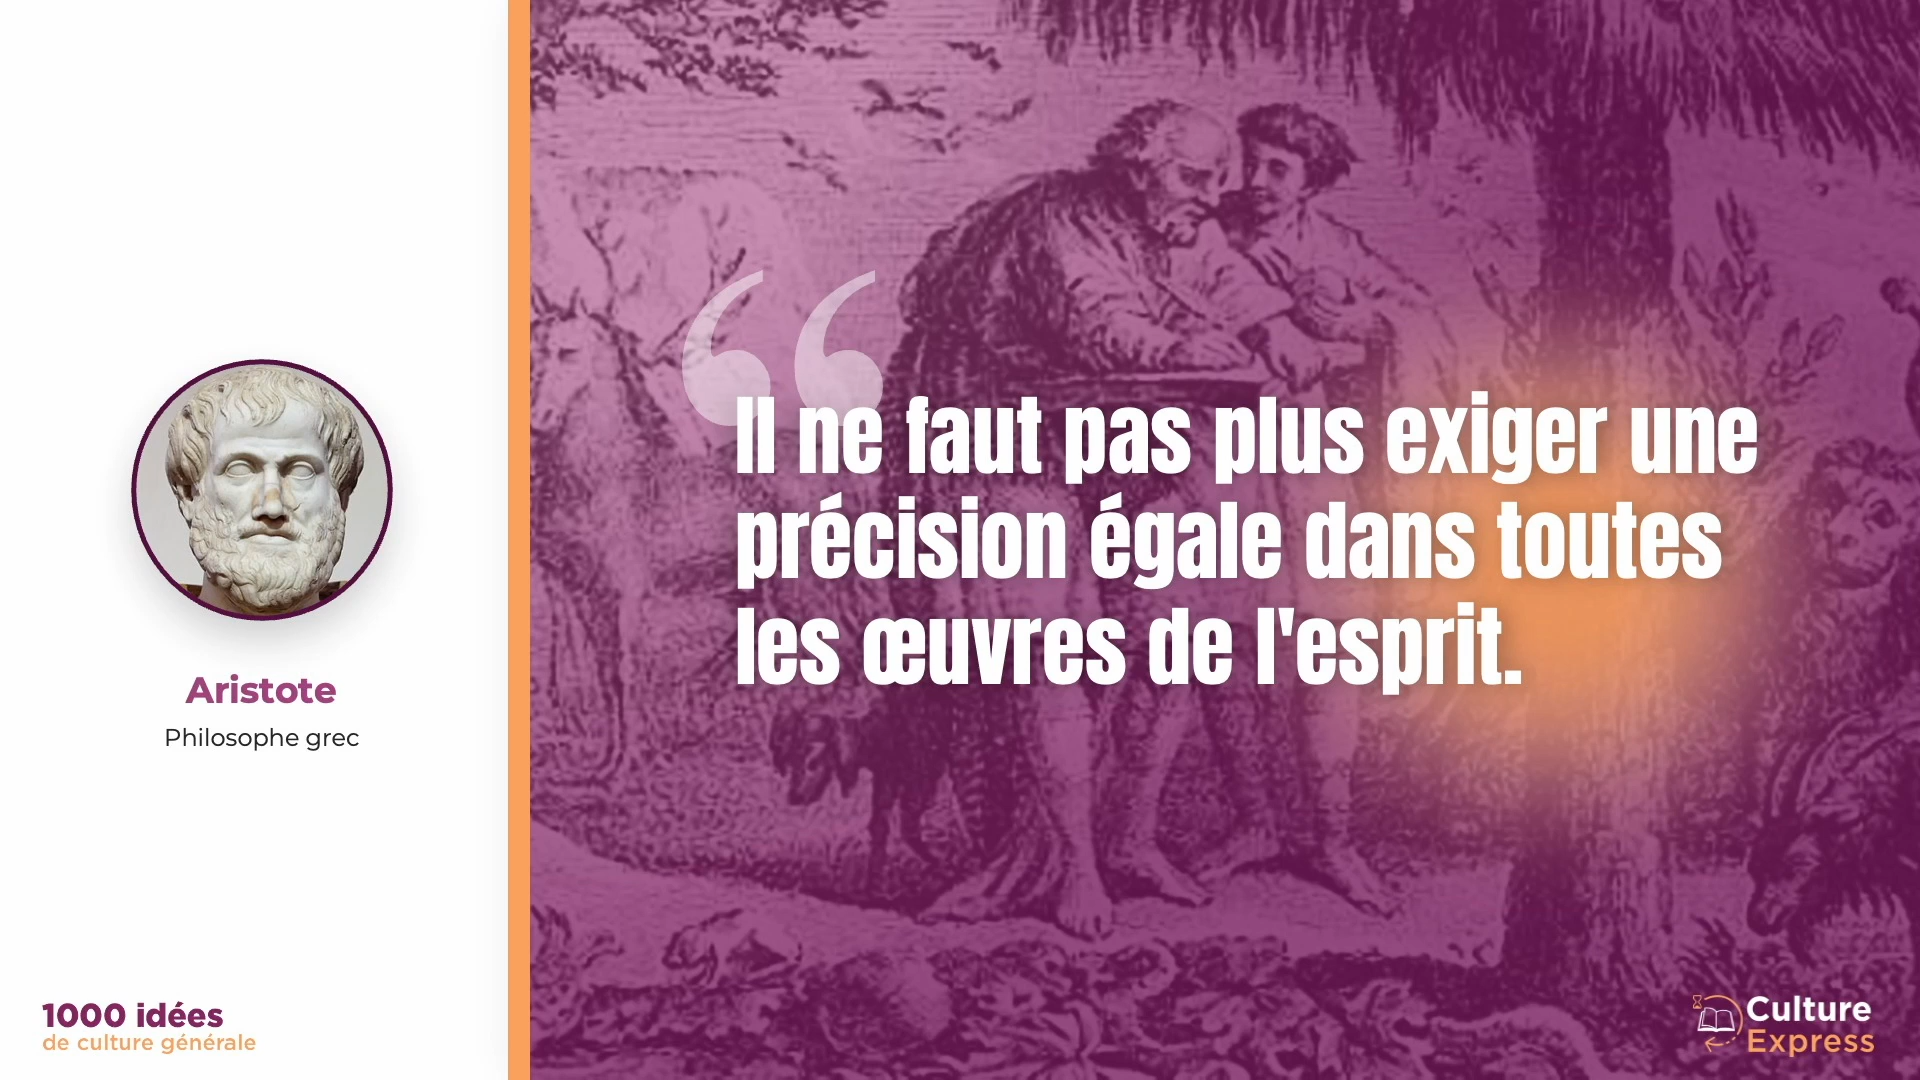 Aristote
Philosophe grec
1000 idées
de culture générale
“
Il ne faut pas plus exiger une
précision égale dans toutes
les œuvres de l'esprit.
Culture
Express